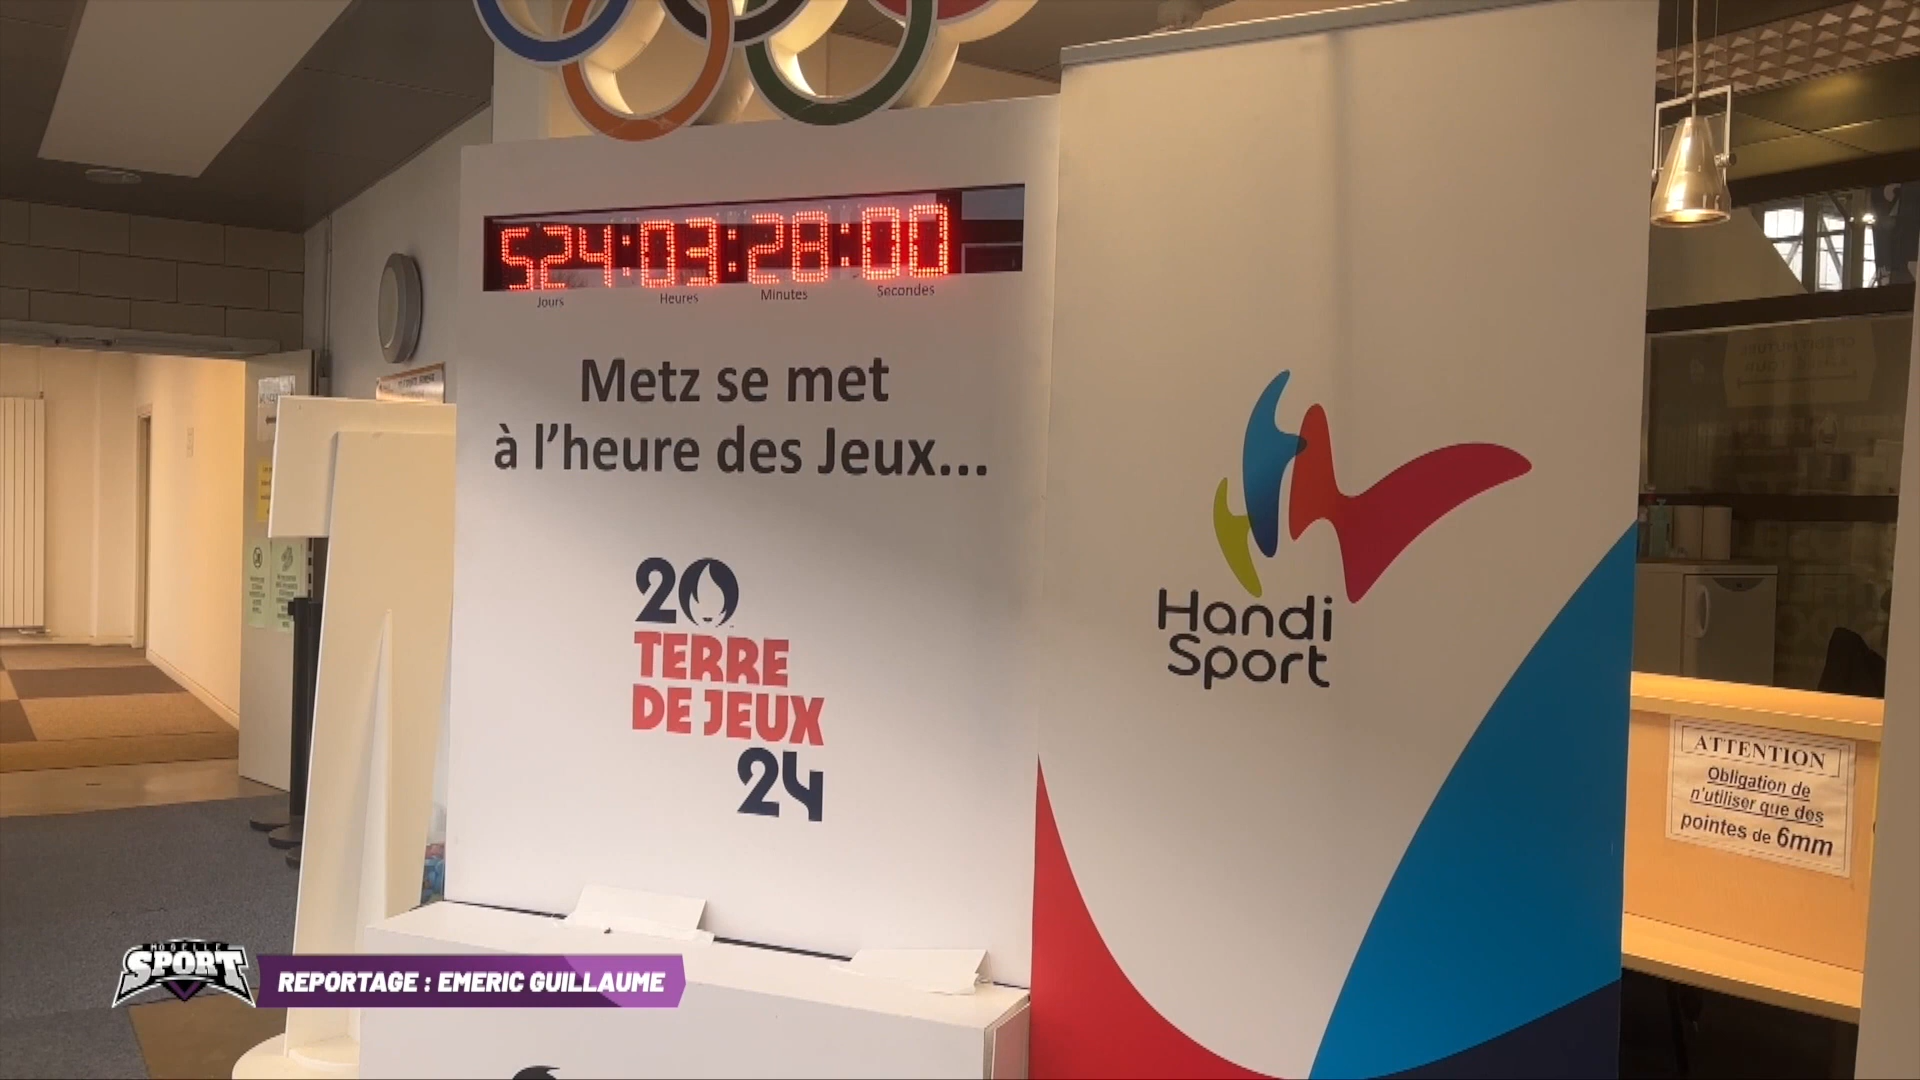 524:03:28:00
Jours Heures Minutes Secondes
Metz se met
à l'heure des Jeux...
20
TERRE
DE JEUX
24
Handi
Sport
ATTENTION
Obligation de
n'utiliser que des
pointes de 6mm
MOSELLE
SPORT
REPORTAGE : EMERIC GUILLAUME